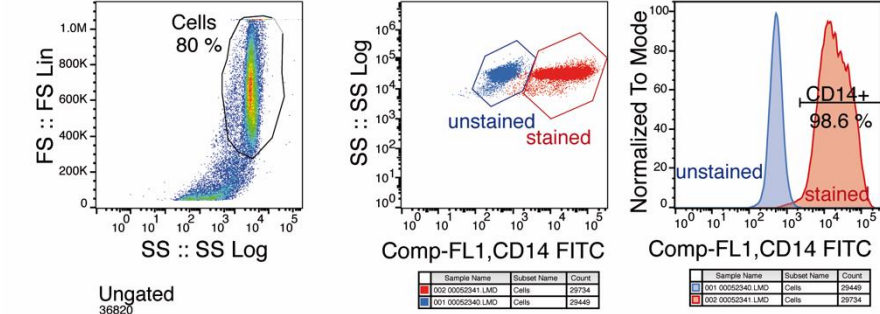 Cells
80 %
FS :: FS Lin
1.0M
800K
600K
400K
200K
0
10^0 10^1 10^2 10^3 10^4 10^5
SS :: SS Log
Ungated
36820
SS :: SS Log
10^6
10^5
10^4
10^3
10^2
10^1
10^0
unstained
stained
10^0 10^1 10^2 10^3 10^4 10^5
Comp-FL1,CD14 FITC
Sample Name Subset Name Count
002 00052341.LMD Cells 29734
001 00052340.LMD Cells 29449
Normalized To Mode
100
80
60
40
20
0
CD14+
98.6 %
unstained
stained
10^0 10^1 10^2 10^3 10^4 10^5
Comp-FL1,CD14 FITC
Sample Name Subset Name Count
001 00052340.LMD Cells 29449
002 00052341.LMD Cells 29734